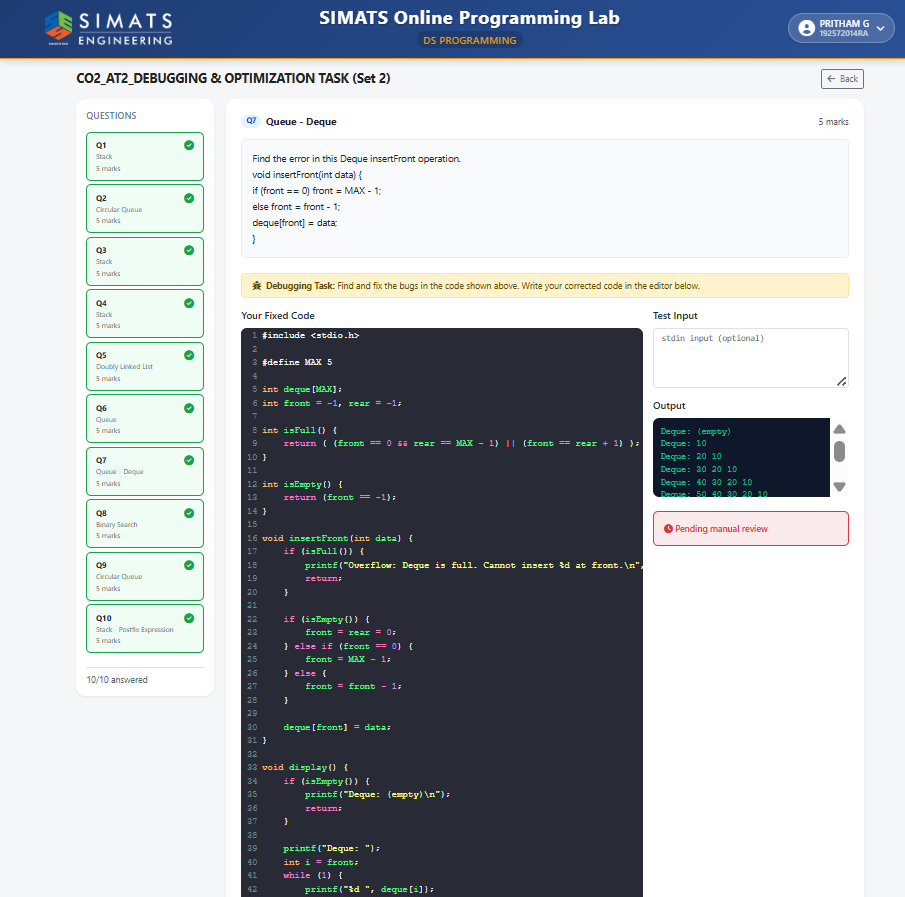 SIMATS
ENGINEERING
SIMATS Online Programming Lab
DS PROGRAMMING
PRITHAM G
192572014RA
CO2_AT2_DEBUGGING & OPTIMIZATION TASK (Set 2)
← Back
QUESTIONS
Q1
Stack
5 marks
Q2
Circular Queue
5 marks
Q3
Stack
5 marks
Q4
Stack
5 marks
Q5
Doubly Linked List
5 marks
Q6
Queue
5 marks
Q7
Queue - Deque
5 marks
Q8
Binary Search
5 marks
Q9
Circular Queue
5 marks
Q10
Stack - Postfix Expression
5 marks
10/10 answered
Q7 Queue - Deque
5 marks
Find the error in this Deque insertFront operation.
void insertFront(int data) {
if (front == 0) front = MAX - 1;
else front = front - 1;
deque[front] = data;
}
Debugging Task: Find and fix the bugs in the code shown above. Write your corrected code in the editor below.
Your Fixed Code
1 #include <stdio.h>
2
3 #define MAX 5
4
5 int deque[MAX];
6 int front = -1, rear = -1;
7
8 int isFull() {
9 return ( (front == 0 && rear == MAX - 1) || (front == rear + 1) );
10 }
11
12 int isEmpty() {
13 return (front == -1);
14 }
15
16 void insertFront(int data) {
17 if (isFull()) {
18 printf("Overflow: Deque is full. Cannot insert %d at front.\n",
19 return;
20 }
21
22 if (isEmpty()) {
23 front = rear = 0;
24 } else if (front == 0) {
25 front = MAX - 1;
26 } else {
27 front = front - 1;
28 }
29
30 deque[front] = data;
31 }
32
33 void display() {
34 if (isEmpty()) {
35 printf("Deque: (empty)\n");
36 return;
37 }
38
39 printf("Deque: ");
40 int i = front;
41 while (1) {
42 printf("%d ", deque[i]);
Test Input
stdin input (optional)
Output
Deque: (empty)
Deque: 10
Deque: 20 10
Deque: 30 20 10
Deque: 40 30 20 10
Deque: 50 40 30 20 10
Pending manual review